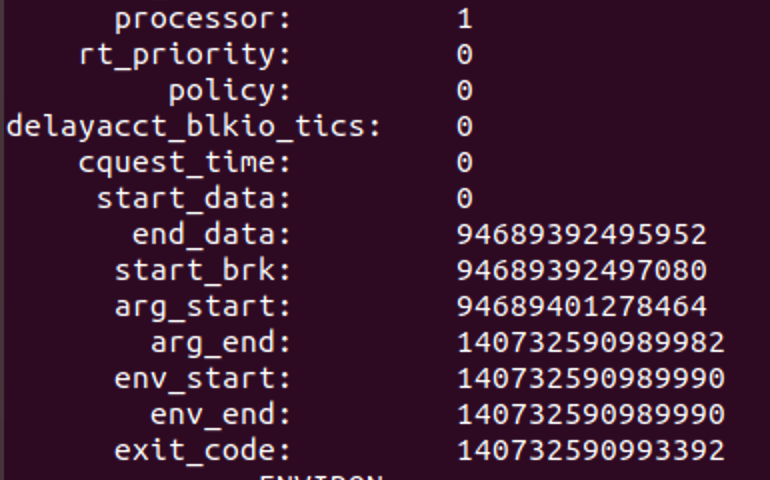 processor: 1
rt_priority: 0
policy: 0
delayacct_blkio_tics: 0
cquest_time: 0
start_data: 0
end_data: 94689392495952
start_brk: 94689392497080
arg_start: 94689401278464
arg_end: 140732590989982
env_start: 140732590989990
env_end: 140732590989990
exit_code: 140732590993392
ENVIRON